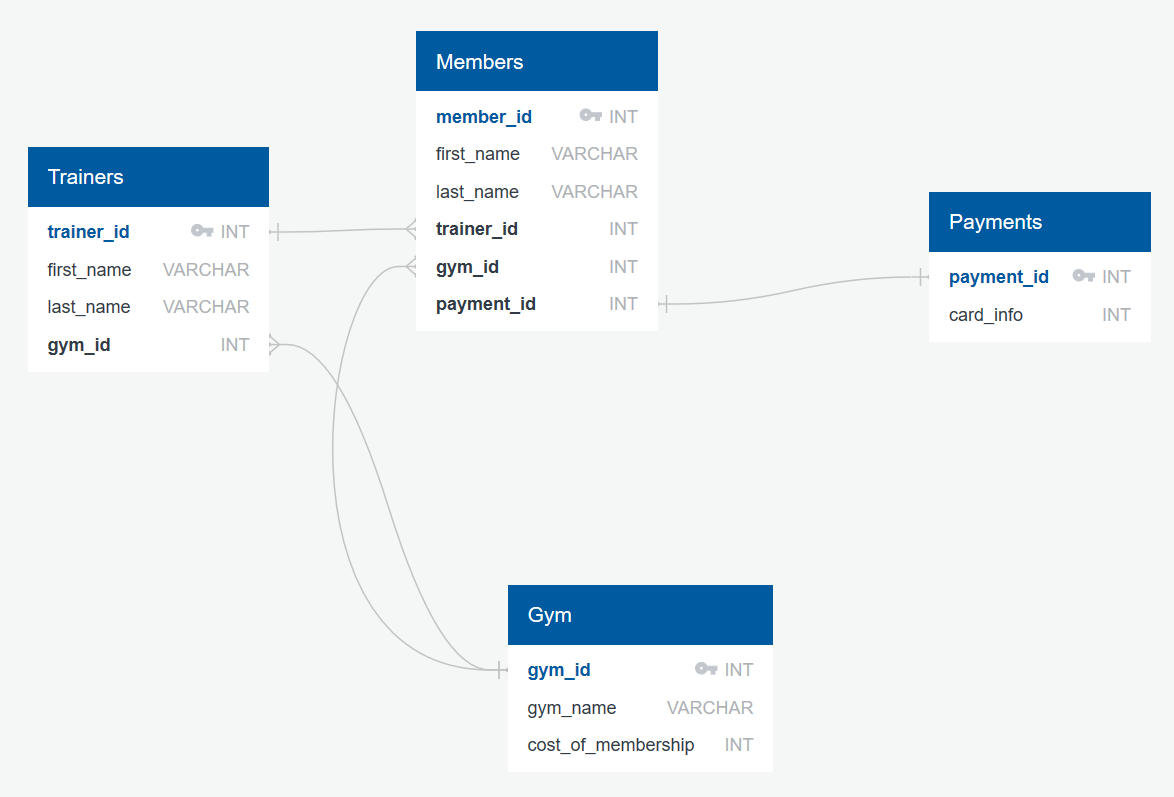 Members
member_id INT
first_name VARCHAR
last_name VARCHAR
trainer_id INT
gym_id INT
payment_id INT
Trainers
trainer_id INT
first_name VARCHAR
last_name VARCHAR
gym_id INT
Payments
payment_id INT
card_info INT
Gym
gym_id INT
gym_name VARCHAR
cost_of_membership INT